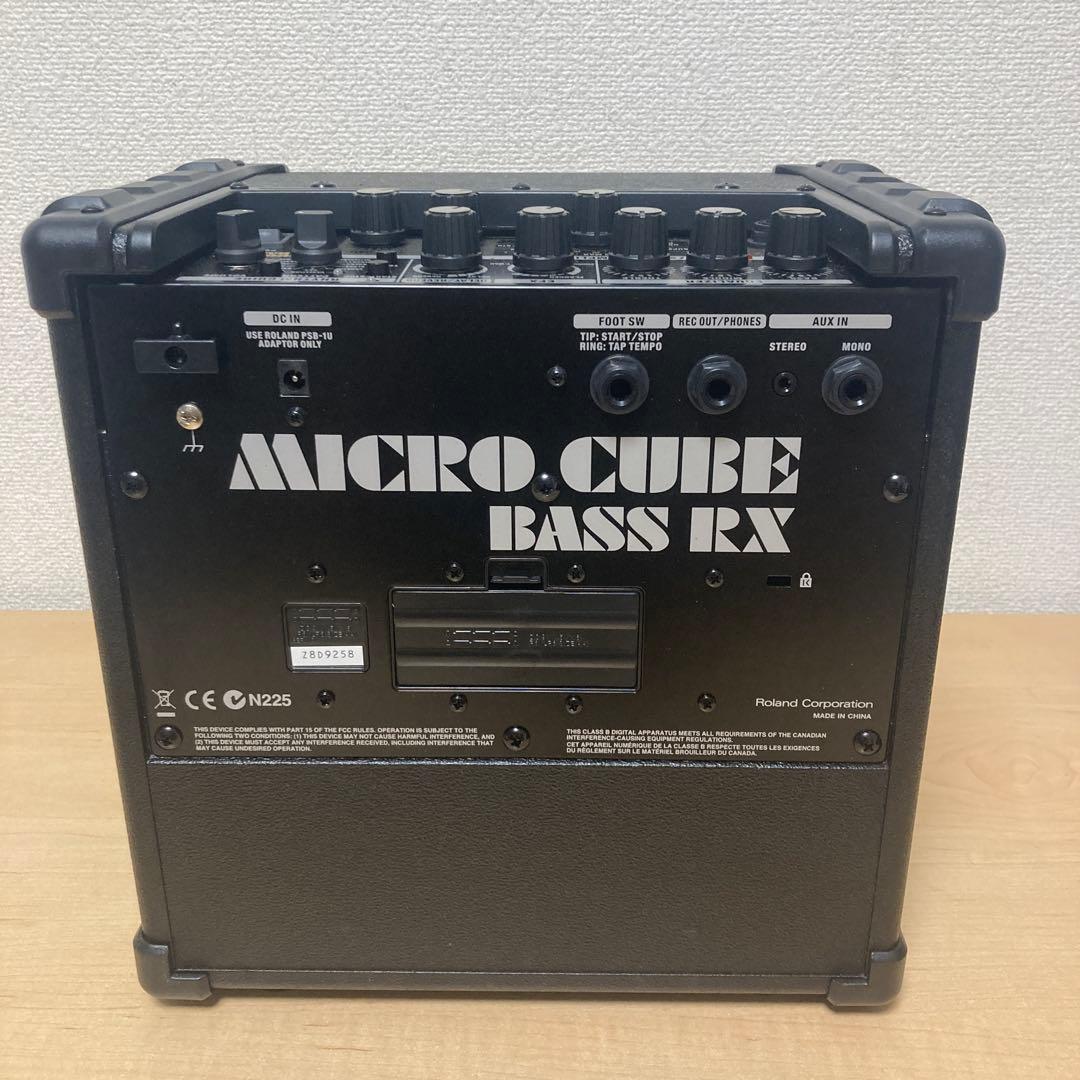 DC IN
USE ROLAND PSB-1U
ADAPTOR ONLY
FOOT SW
TIP: START/STOP
RING: TAP TEMPO
REC OUT/PHONES
AUX IN
STEREO
MONO
MICRO CUBE
BASS RX
K
Z8D9258
CE N225
Roland Corporation
MADE IN CHINA
THIS DEVICE COMPLIES WITH PART 15 OF THE FCC RULES. OPERATION IS SUBJECT TO THE
FOLLOWING TWO CONDITIONS: (1) THIS DEVICE MAY NOT CAUSE HARMFUL INTERFERENCE, AND
(2) THIS DEVICE MUST ACCEPT ANY INTERFERENCE RECEIVED, INCLUDING INTERFERENCE THAT
MAY CAUSE UNDESIRED OPERATION.
THIS CLASS B DIGITAL APPARATUS MEETS ALL REQUIREMENTS OF THE CANADIAN
INTERFERENCE-CAUSING EQUIPMENT REGULATIONS.
CET APPAREIL NUMÉRIQUE DE LA CLASSE B RESPECTE TOUTES LES EXIGENCES
DU RÈGLEMENT SUR LE MATÉRIEL BROUILLEUR DU CANADA.